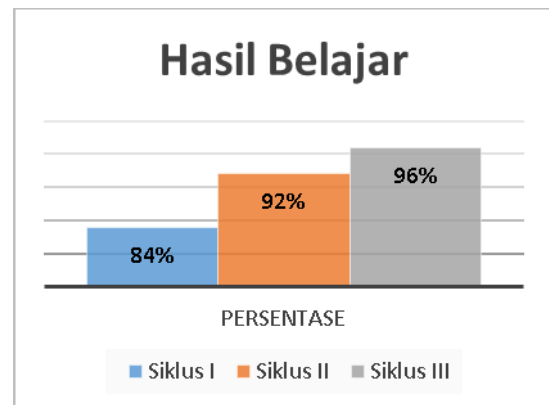 Hasil Belajar
84%
92%
96%
PERSENTASE
Siklus I
Siklus II
Siklus III